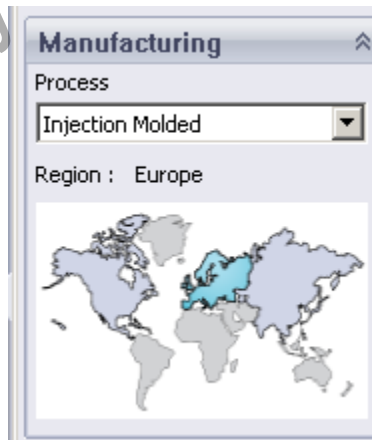 Manufacturing
Process
Injection Molded
Region : Europe